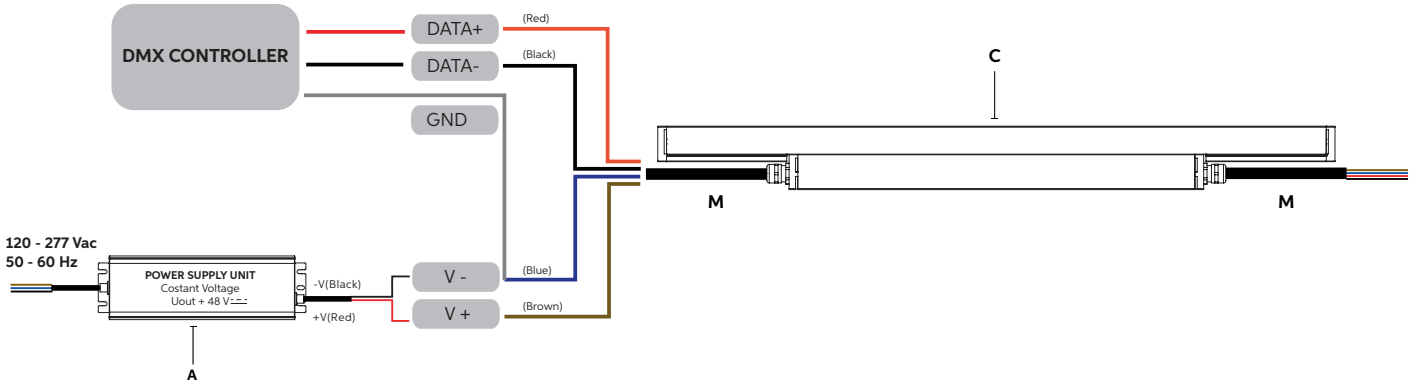 DMX CONTROLLER
DATA+
(Red)
DATA-
(Black)
GND
C
M
M
120 - 277 Vac
50 - 60 Hz
POWER SUPPLY UNIT
Costant Voltage
Uout + 48 V
-V(Black)
+V(Red)
V -
(Blue)
V +
(Brown)
A